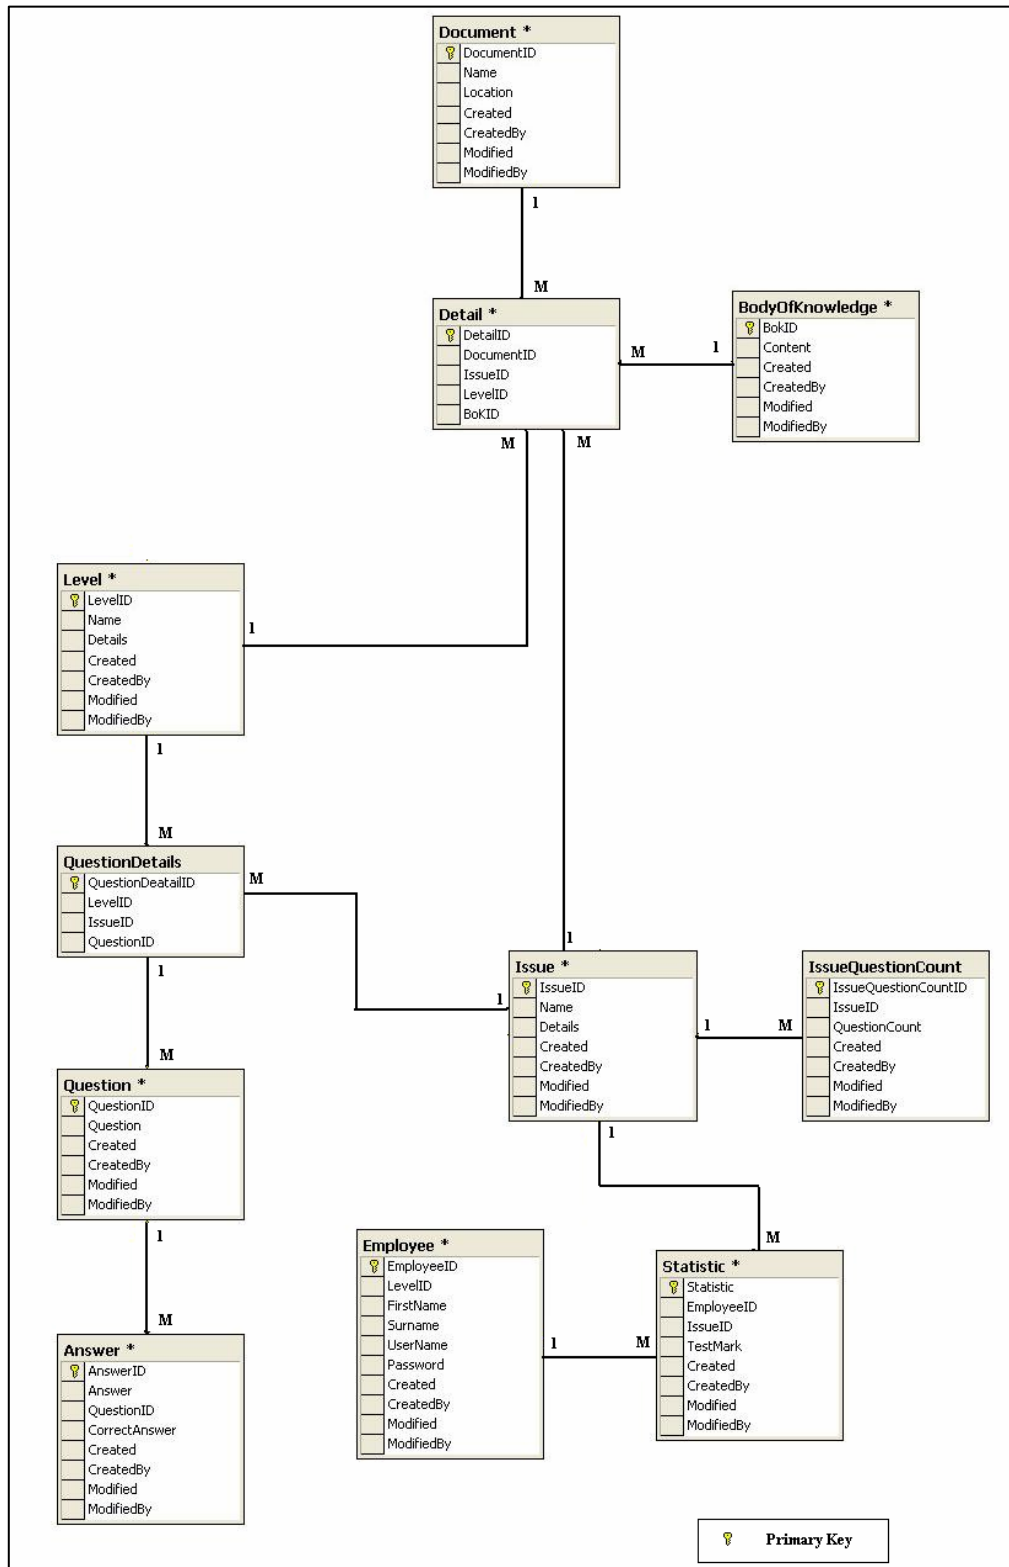 Document *
DocumentID
Name
Location
Created
CreatedBy
Modified
ModifiedBy
1
M
Detail *
DetailID
DocumentID
IssueID
LevelID
BoKID
M
1
BodyOfKnowledge *
BokID
Content
Created
CreatedBy
Modified
ModifiedBy
M
M
Level *
LevelID
Name
Details
Created
CreatedBy
Modified
ModifiedBy
1
1
M
QuestionDetails
QuestionDeatailID
LevelID
IssueID
QuestionID
M
1
1
1
M
Issue *
IssueID
Name
Details
Created
CreatedBy
Modified
ModifiedBy
1
M
IssueQuestionCount
IssueQuestionCountID
IssueID
QuestionCount
Created
CreatedBy
Modified
ModifiedBy
Question *
QuestionID
Question
Created
CreatedBy
Modified
ModifiedBy
1
M
1
M
Employee *
EmployeeID
LevelID
FirstName
Surname
UserName
Password
Created
CreatedBy
Modified
ModifiedBy
1
M
Statistic *
Statistic
EmployeeID
IssueID
TestMark
Created
CreatedBy
Modified
ModifiedBy
Answer *
AnswerID
Answer
QuestionID
CorrectAnswer
Created
CreatedBy
Modified
ModifiedBy
Primary Key